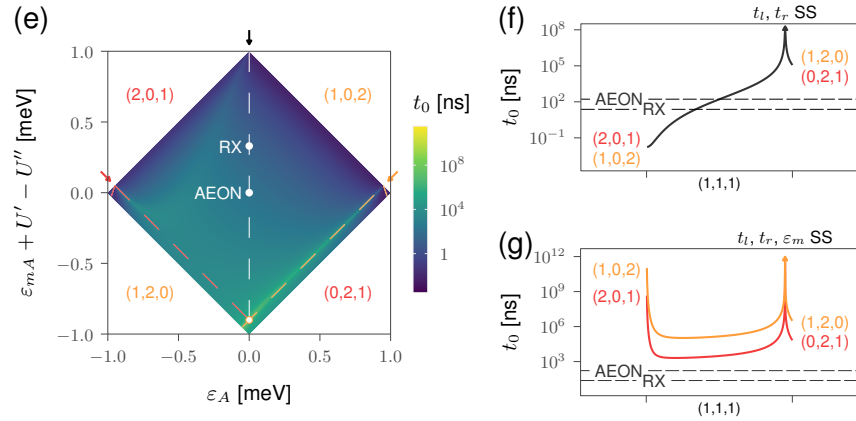 (e)
1.0
0.5
0.0
−0.5
−1.0
ε_{mA} + U′ − U″ [meV]
(2,0,1)
(1,0,2)
RX
AEON
(1,2,0)
(0,2,1)
−1.0
−0.5
0.0
0.5
1.0
ε_A [meV]
t_0 [ns]
10^8
10^4
1
(f)
t_l, t_r SS
10^8
10^5
10^2
10^{−1}
t_0 [ns]
(1,2,0)
(0,2,1)
AEON
RX
(2,0,1)
(1,0,2)
(1,1,1)
(g)
t_l, t_r, ε_m SS
10^{12}
10^9
10^6
10^3
t_0 [ns]
(1,0,2)
(2,0,1)
(1,2,0)
(0,2,1)
AEON
RX
(1,1,1)